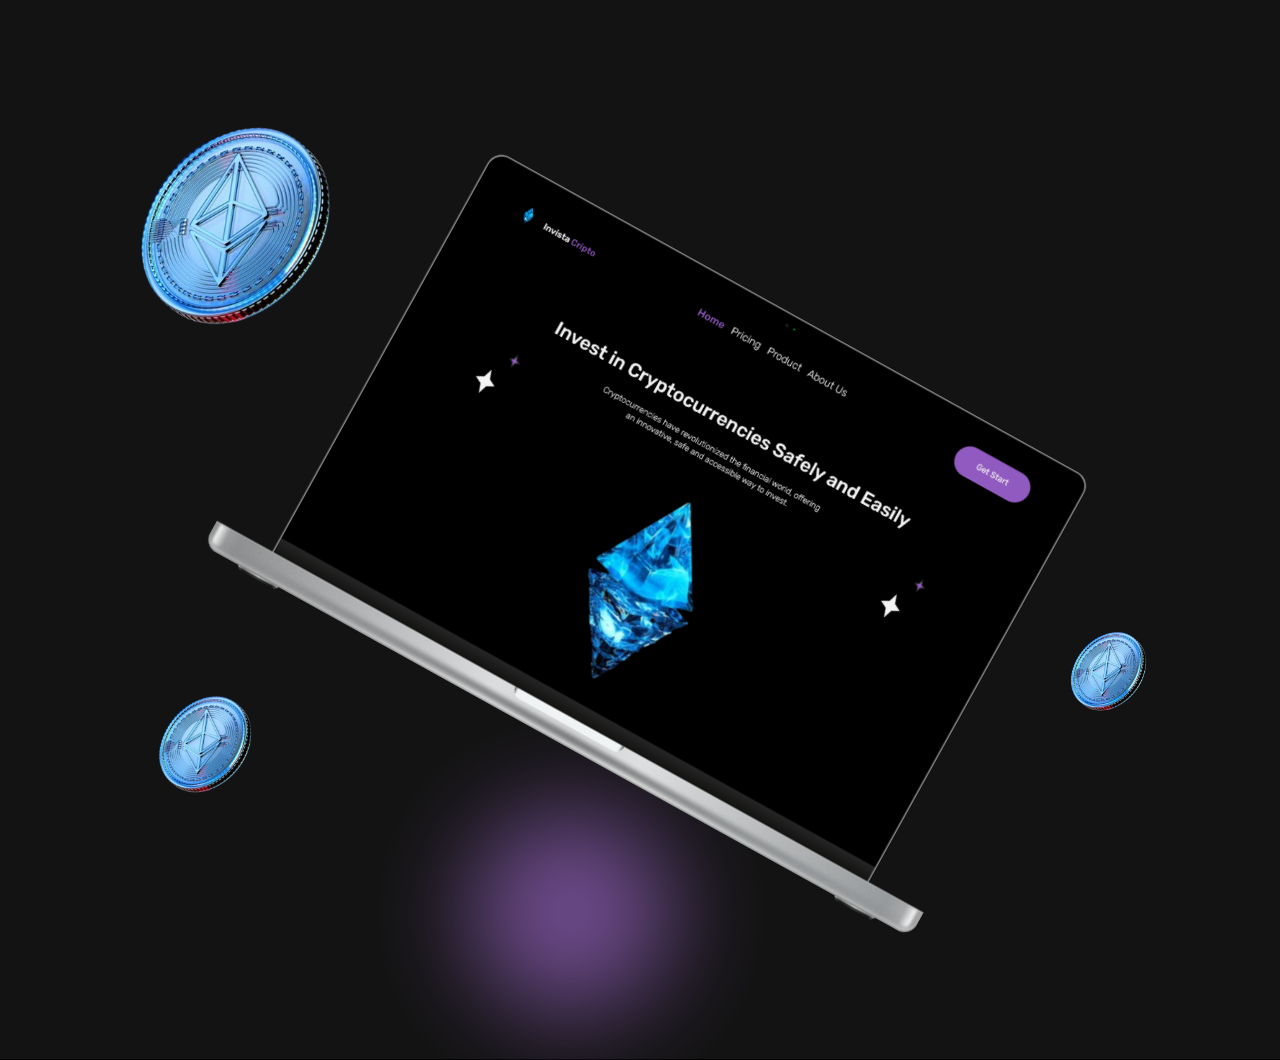 Invista Cripto
Home Pricing Product About Us
Get Start
Invest in Cryptocurrencies Safely and Easily
Cryptocurrencies have revolutionized the financial world, offering
an innovative, safe and accessible way to invest.